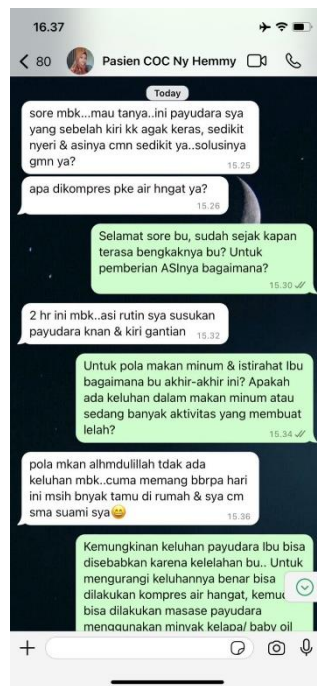 16.37
80
Pasien COC Ny Hemmy
Today
sore mbk...mau tanya..ini payudara sya
yang sebelah kiri kk agak keras, sedikit
nyeri & asinya cmn sedikit ya..solusinya
gmn ya?
15.25
apa dikompres pke air hngat ya?
15.26
Selamat sore bu, sudah sejak kapan
terasa bengkaknya bu? Untuk
pemberian ASInya bagaimana?
15.30
2 hr ini mbk..asi rutin sya susukan
payudara knan & kiri gantian
15.32
Untuk pola makan minum & istirahat Ibu
bagaimana bu akhir-akhir ini? Apakah
ada keluhan dalam makan minum atau
sedang banyak aktivitas yang membuat
lelah?
15.34
pola mkan alhmdulillah tdak ada
keluhan mbk..cuma memang bbrpa hari
ini msih bnyak tamu di rumah & sya cm
sma suami sya😄
15.36
Kemungkinan keluhan payudara Ibu bisa
disebabkan karena kelelahan bu.. Untuk
mengurangi keluhannya benar bisa
dilakukan kompres air hangat, kemud
bisa dilakukan masase payudara
menggunakan minyak kelapa/ baby oil